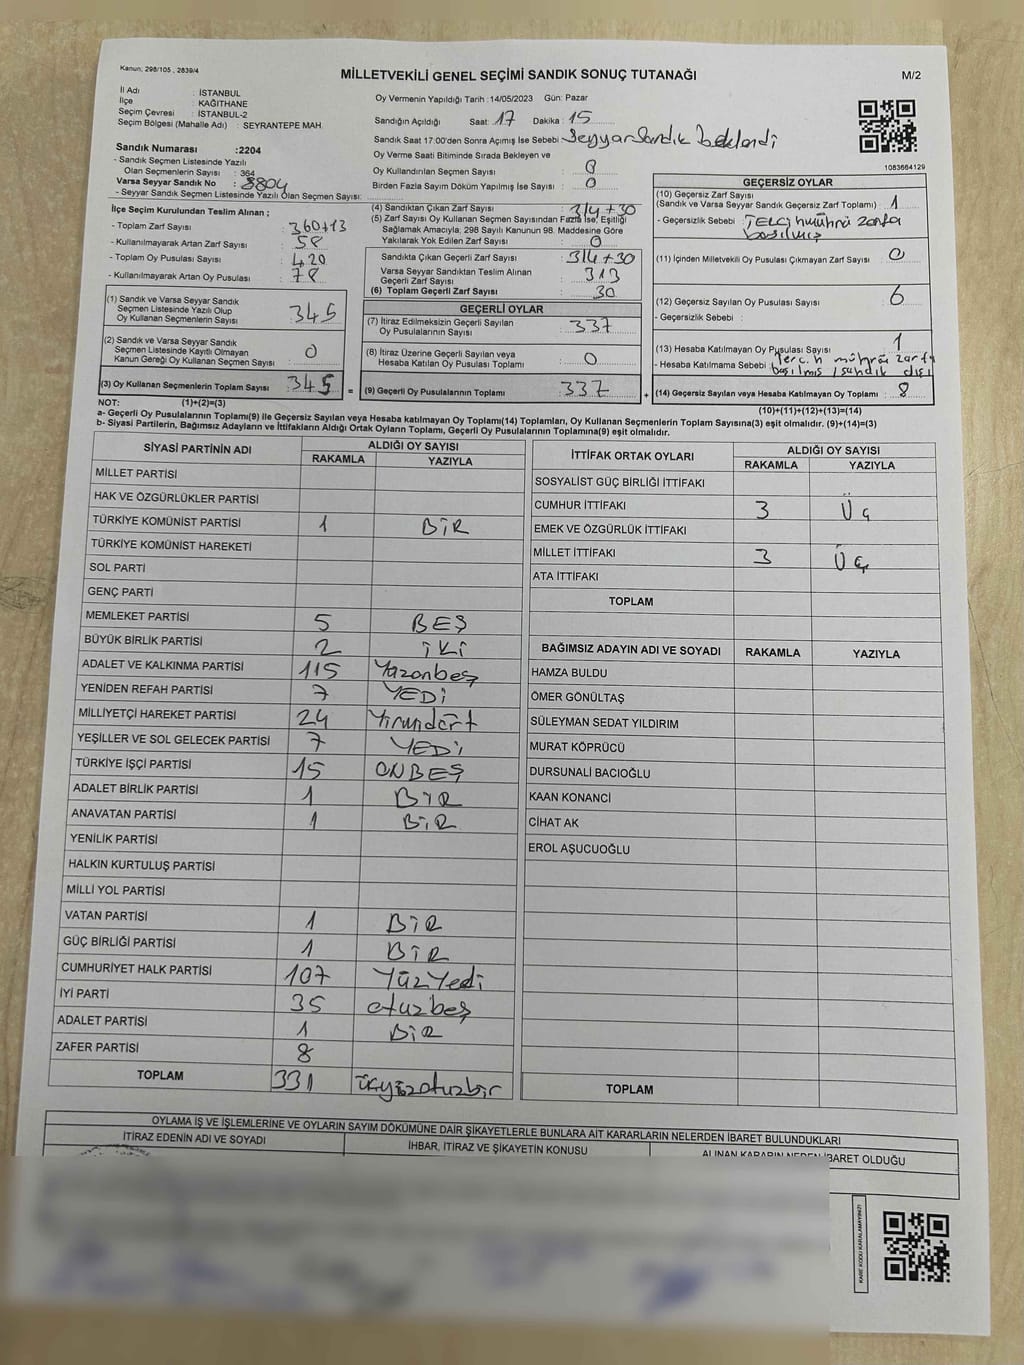 Kanun; 298/105 , 2839/4
MİLLETVEKİLİ GENEL SEÇİMİ SANDIK SONUÇ TUTANAĞI
M/2
İl Adı : İSTANBUL
İlçe : KAĞITHANE
Seçim Çevresi : İSTANBUL-2
Seçim Bölgesi (Mahalle Adı) : SEYRANTEPE MAH.
Sandık Numarası :2204
- Sandık Seçmen Listesinde Yazılı
Olan Seçmenlerin Sayısı : 364
Varsa Seyyar Sandık No : 8804
- Seyyar Sandık Seçmen Listesinde Yazılı Olan Seçmen Sayısı:
Oy Vermenin Yapıldığı Tarih :14/05/2023 Gün: Pazar
Sandığın Açıldığı Saat: 17 Dakika : 15
Sandık Saat 17:00'den Sonra Açılmış İse Sebebi : Seyyar Sandık beklendi
Oy Verme Saati Bitiminde Sırada Bekleyen ve
Oy Kullandırılan Seçmen Sayısı : 0
Birden Fazla Sayım Döküm Yapılmış İse Sayısı : 0
1083664129
İlçe Seçim Kurulundan Teslim Alınan ;
- Toplam Zarf Sayısı : 360+13
- Kullanılmayarak Artan Zarf Sayısı : 58
- Toplam Oy Pusulası Sayısı : 420
- Kullanılmayarak Artan Oy Pusulası : 78
(1) Sandık ve Varsa Seyyar Sandık
Seçmen Listesinde Yazılı Olup
Oy Kullanan Seçmenlerin Sayısı : 345
(2) Sandık ve Varsa Seyyar Sandık
Seçmen Listesinde Kayıtlı Olmayan
Kanun Gereği Oy Kullanan Seçmen Sayısı : 0
(3) Oy Kullanan Seçmenlerin Toplam Sayısı : 345
(4) Sandıktan Çıkan Zarf Sayısı : 314+30
(5) Zarf Sayısı Oy Kullanan Seçmen Sayısından Fazla İse, Eşitliği
Sağlamak Amacıyla; 298 Sayılı Kanunun 98. Maddesine Göre
Yakılarak Yok Edilen Zarf Sayısı : 0
Sandıkta Çıkan Geçerli Zarf Sayısı : 314+30
Varsa Seyyar Sandıktan Teslim Alınan
Geçerli Zarf Sayısı : 313
(6) Toplam Geçerli Zarf Sayısı : 30
GEÇERLİ OYLAR
(7) İtiraz Edilmeksizin Geçerli Sayılan
Oy Pusulalarının Sayısı : 337
(8) İtiraz Üzerine Geçerli Sayılan veya
Hesaba Katılan Oy Pusulası Toplamı : 0
= (9) Geçerli Oy Pusulalarının Toplamı : 337 +
GEÇERSİZ OYLAR
(10) Geçersiz Zarf Sayısı
(Sandık ve Varsa Seyyar Sandık Geçersiz Zarf Toplamı) : 1
- Geçersizlik Sebebi : TERCİH mührü zarfa
basılmış
(11) İçinden Milletvekili Oy Pusulası Çıkmayan Zarf Sayısı : 0
(12) Geçersiz Sayılan Oy Pusulası Sayısı : 6
- Geçersizlik Sebebi :
(13) Hesaba Katılmayan Oy Pusulası Sayısı : 1
- Hesaba Katılmama Sebebi : Tercih mührü zarfa
basılmış /sandık dışı
(14) Geçersiz Sayılan veya Hesaba Katılmayan Oy Toplamı : 8
NOT: (1)+(2)=(3)
(10)+(11)+(12)+(13)=(14)
a- Geçerli Oy Pusulalarının Toplamı(9) ile Geçersiz Sayılan veya Hesaba katılmayan Oy Toplamı(14) Toplamları, Oy Kullanan Seçmenlerin Toplam Sayısına(3) eşit olmalıdır. (9)+(14)=(3)
b- Siyasi Partilerin, Bağımsız Adayların ve İttifakların Aldığı Ortak Oyların Toplamı, Geçerli Oy Pusulalarının Toplamına(9) eşit olmalıdır.
SİYASİ PARTİNİN ADI ALDIĞI OY SAYISI
RAKAMLA YAZIYLA
MİLLET PARTİSİ
HAK VE ÖZGÜRLÜKLER PARTİSİ
TÜRKİYE KOMÜNİST PARTİSİ 1 BİR
TÜRKİYE KOMÜNİST HAREKETİ
SOL PARTİ
GENÇ PARTİ
MEMLEKET PARTİSİ 5 BEŞ
BÜYÜK BİRLİK PARTİSİ 2 İKİ
ADALET VE KALKINMA PARTİSİ 115 Yüzonbeş
YENİDEN REFAH PARTİSİ 7 YEDİ
MİLLİYETÇİ HAREKET PARTİSİ 24 Yirmidört
YEŞİLLER VE SOL GELECEK PARTİSİ 7 YEDİ
TÜRKİYE İŞÇİ PARTİSİ 15 ONBEŞ
ADALET BİRLİK PARTİSİ 1 BİR
ANAVATAN PARTİSİ 1 BİR
YENİLİK PARTİSİ
HALKIN KURTULUŞ PARTİSİ
MİLLİ YOL PARTİSİ
VATAN PARTİSİ 1 BİR
GÜÇ BİRLİĞİ PARTİSİ 1 BİR
CUMHURİYET HALK PARTİSİ 107 YüzYedi
İYİ PARTİ 35 otuzbeş
ADALET PARTİSİ 1 BİR
ZAFER PARTİSİ 8
TOPLAM 331 üçyüzotuzbir
İTTİFAK ORTAK OYLARI ALDIĞI OY SAYISI
RAKAMLA YAZIYLA
SOSYALİST GÜÇ BİRLİĞİ İTTİFAKI
CUMHUR İTTİFAKI 3 Üç
EMEK VE ÖZGÜRLÜK İTTİFAKI
MİLLET İTTİFAKI 3 Üç
ATA İTTİFAKI
TOPLAM
BAĞIMSIZ ADAYIN ADI VE SOYADI RAKAMLA YAZIYLA
HAMZA BULDU
ÖMER GÖNÜLTAŞ
SÜLEYMAN SEDAT YILDIRIM
MURAT KÖPRÜCÜ
DURSUNALİ BACIOĞLU
KAAN KONANCİ
CİHAT AK
EROL AŞUCUOĞLU
TOPLAM
OYLAMA İŞ VE İŞLEMLERİNE VE OYLARIN SAYIM DÖKÜMÜNE DAİR ŞİKAYETLERLE BUNLARA AİT KARARLARIN NELERDEN İBARET BULUNDUKLARI
İTİRAZ EDENİN ADI VE SOYADI İHBAR, İTİRAZ VE ŞİKAYETİN KONUSU ALINAN KARARIN NEDEN İBARET OLDUĞU
KARE KODU KARALAMAYINIZ!